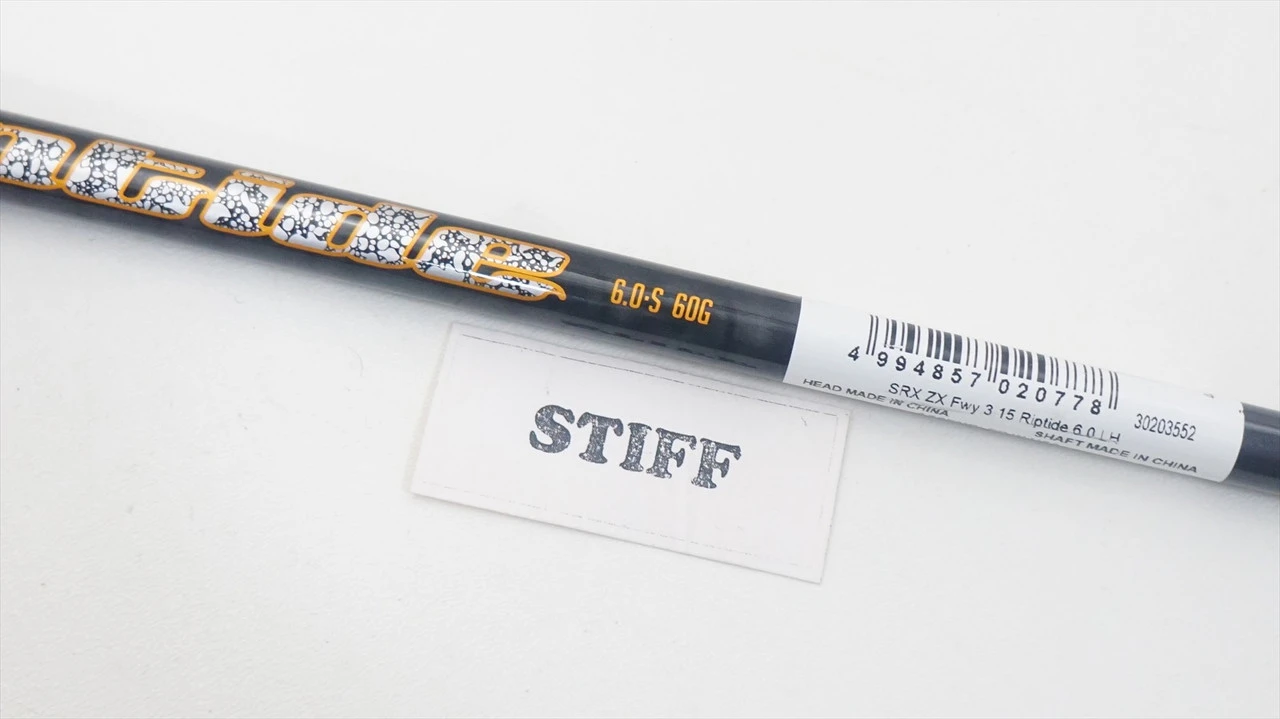 ptide
6.0·S 60G
4 994857 020778
SRX ZX Fwy 3 15 Riptide 6.0 LH
30203552
HEAD MADE IN CHINA
SHAFT MADE IN CHINA
STIFF